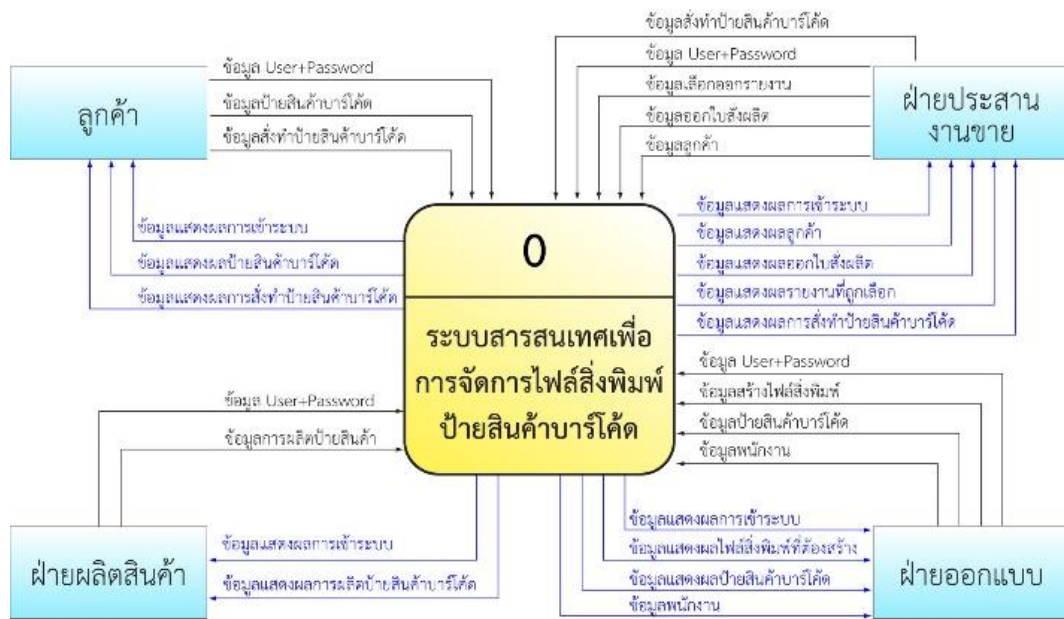 ข้อมูลสั่งทำป้ายสินค้าบาร์โค้ด
ข้อมูล User+Password
ข้อมูลเลือกออกรายงาน
ข้อมูลออกใบสั่งผลิต
ข้อมูลลูกค้า
ข้อมูล User+Password
ข้อมูลป้ายสินค้าบาร์โค้ด
ข้อมูลสั่งทำป้ายสินค้าบาร์โค้ด
ลูกค้า
ฝ่ายประสาน
งานขาย
ข้อมูลแสดงผลการเข้าระบบ
ข้อมูลแสดงผลป้ายสินค้าบาร์โค้ด
ข้อมูลแสดงผลการสั่งทำป้ายสินค้าบาร์โค้ด
0
ระบบสารสนเทศเพื่อ
การจัดการไฟล์สิ่งพิมพ์
ป้ายสินค้าบาร์โค้ด
ข้อมูลแสดงผลการเข้าระบบ
ข้อมูลแสดงผลลูกค้า
ข้อมูลแสดงผลออกใบสั่งผลิต
ข้อมูลแสดงผลรายงานที่ถูกเลือก
ข้อมูลแสดงผลการสั่งทำป้ายสินค้าบาร์โค้ด
ข้อมูล User+Password
ข้อมูลการผลิตป้ายสินค้า
ข้อมูล User+Password
ข้อมูลสร้างไฟล์สิ่งพิมพ์
ข้อมูลป้ายสินค้าบาร์โค้ด
ข้อมูลพนักงาน
ฝ่ายผลิตสินค้า
ข้อมูลแสดงผลการเข้าระบบ
ข้อมูลแสดงผลการผลิตป้ายสินค้าบาร์โค้ด
ข้อมูลแสดงผลการเข้าระบบ
ข้อมูลแสดงผลไฟล์สิ่งพิมพ์ที่ต้องสร้าง
ข้อมูลแสดงผลป้ายสินค้าบาร์โค้ด
ข้อมูลพนักงาน
ฝ่ายออกแบบ